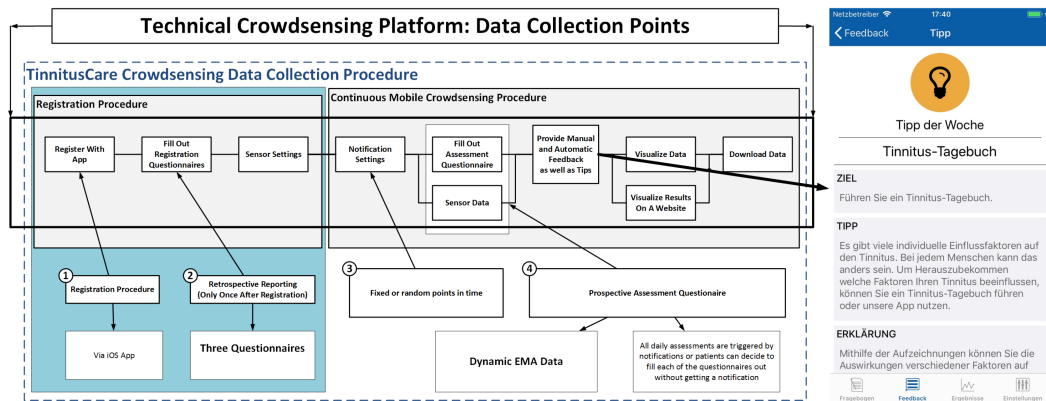 Technical Crowdsensing Platform: Data Collection Points
TinnitusCare Crowdsensing Data Collection Procedure
Registration Procedure
Register With
App
Fill Out
Registration
Questionnaires
Sensor Settings
Continuous Mobile Crowdsensing Procedure
Notification
Settings
Fill Out
Assessment
Questionnaire
Sensor Data
Provide Manual
and Automatic
Feedback
as well as Tips
Visualize Data
Visualize Results
On A Website
Download Data
1
Registration Procedure
2
Retrospective Reporting
(Only Once After Registration)
3
Fixed or random points in time
4
Prospective Assessment Questionaire
Via iOS App
Three Questionnaires
Dynamic EMA Data
All daily assessments are triggered by
notifications or patients can decide to
fill each of the questionnaires out
without getting a notification
Netzbetreiber 17:40
Feedback Tipp
Tipp der Woche
Tinnitus-Tagebuch
ZIEL
Führen Sie ein Tinnitus-Tagebuch.
TIPP
Es gibt viele individuelle Einflussfaktoren auf
den Tinnitus. Bei jedem Menschen kann das
anders sein. Um Herauszubekommen
welche Faktoren Ihren Tinnitus beeinflussen,
können Sie ein Tinnitus-Tagebuch führen
oder unsere App nutzen.
ERKLÄRUNG
Mithilfe der Aufzeichnungen können Sie die
Auswirkungen verschiedener Faktoren auf
Fragebogen Feedback Ergebnisse Einstellungen